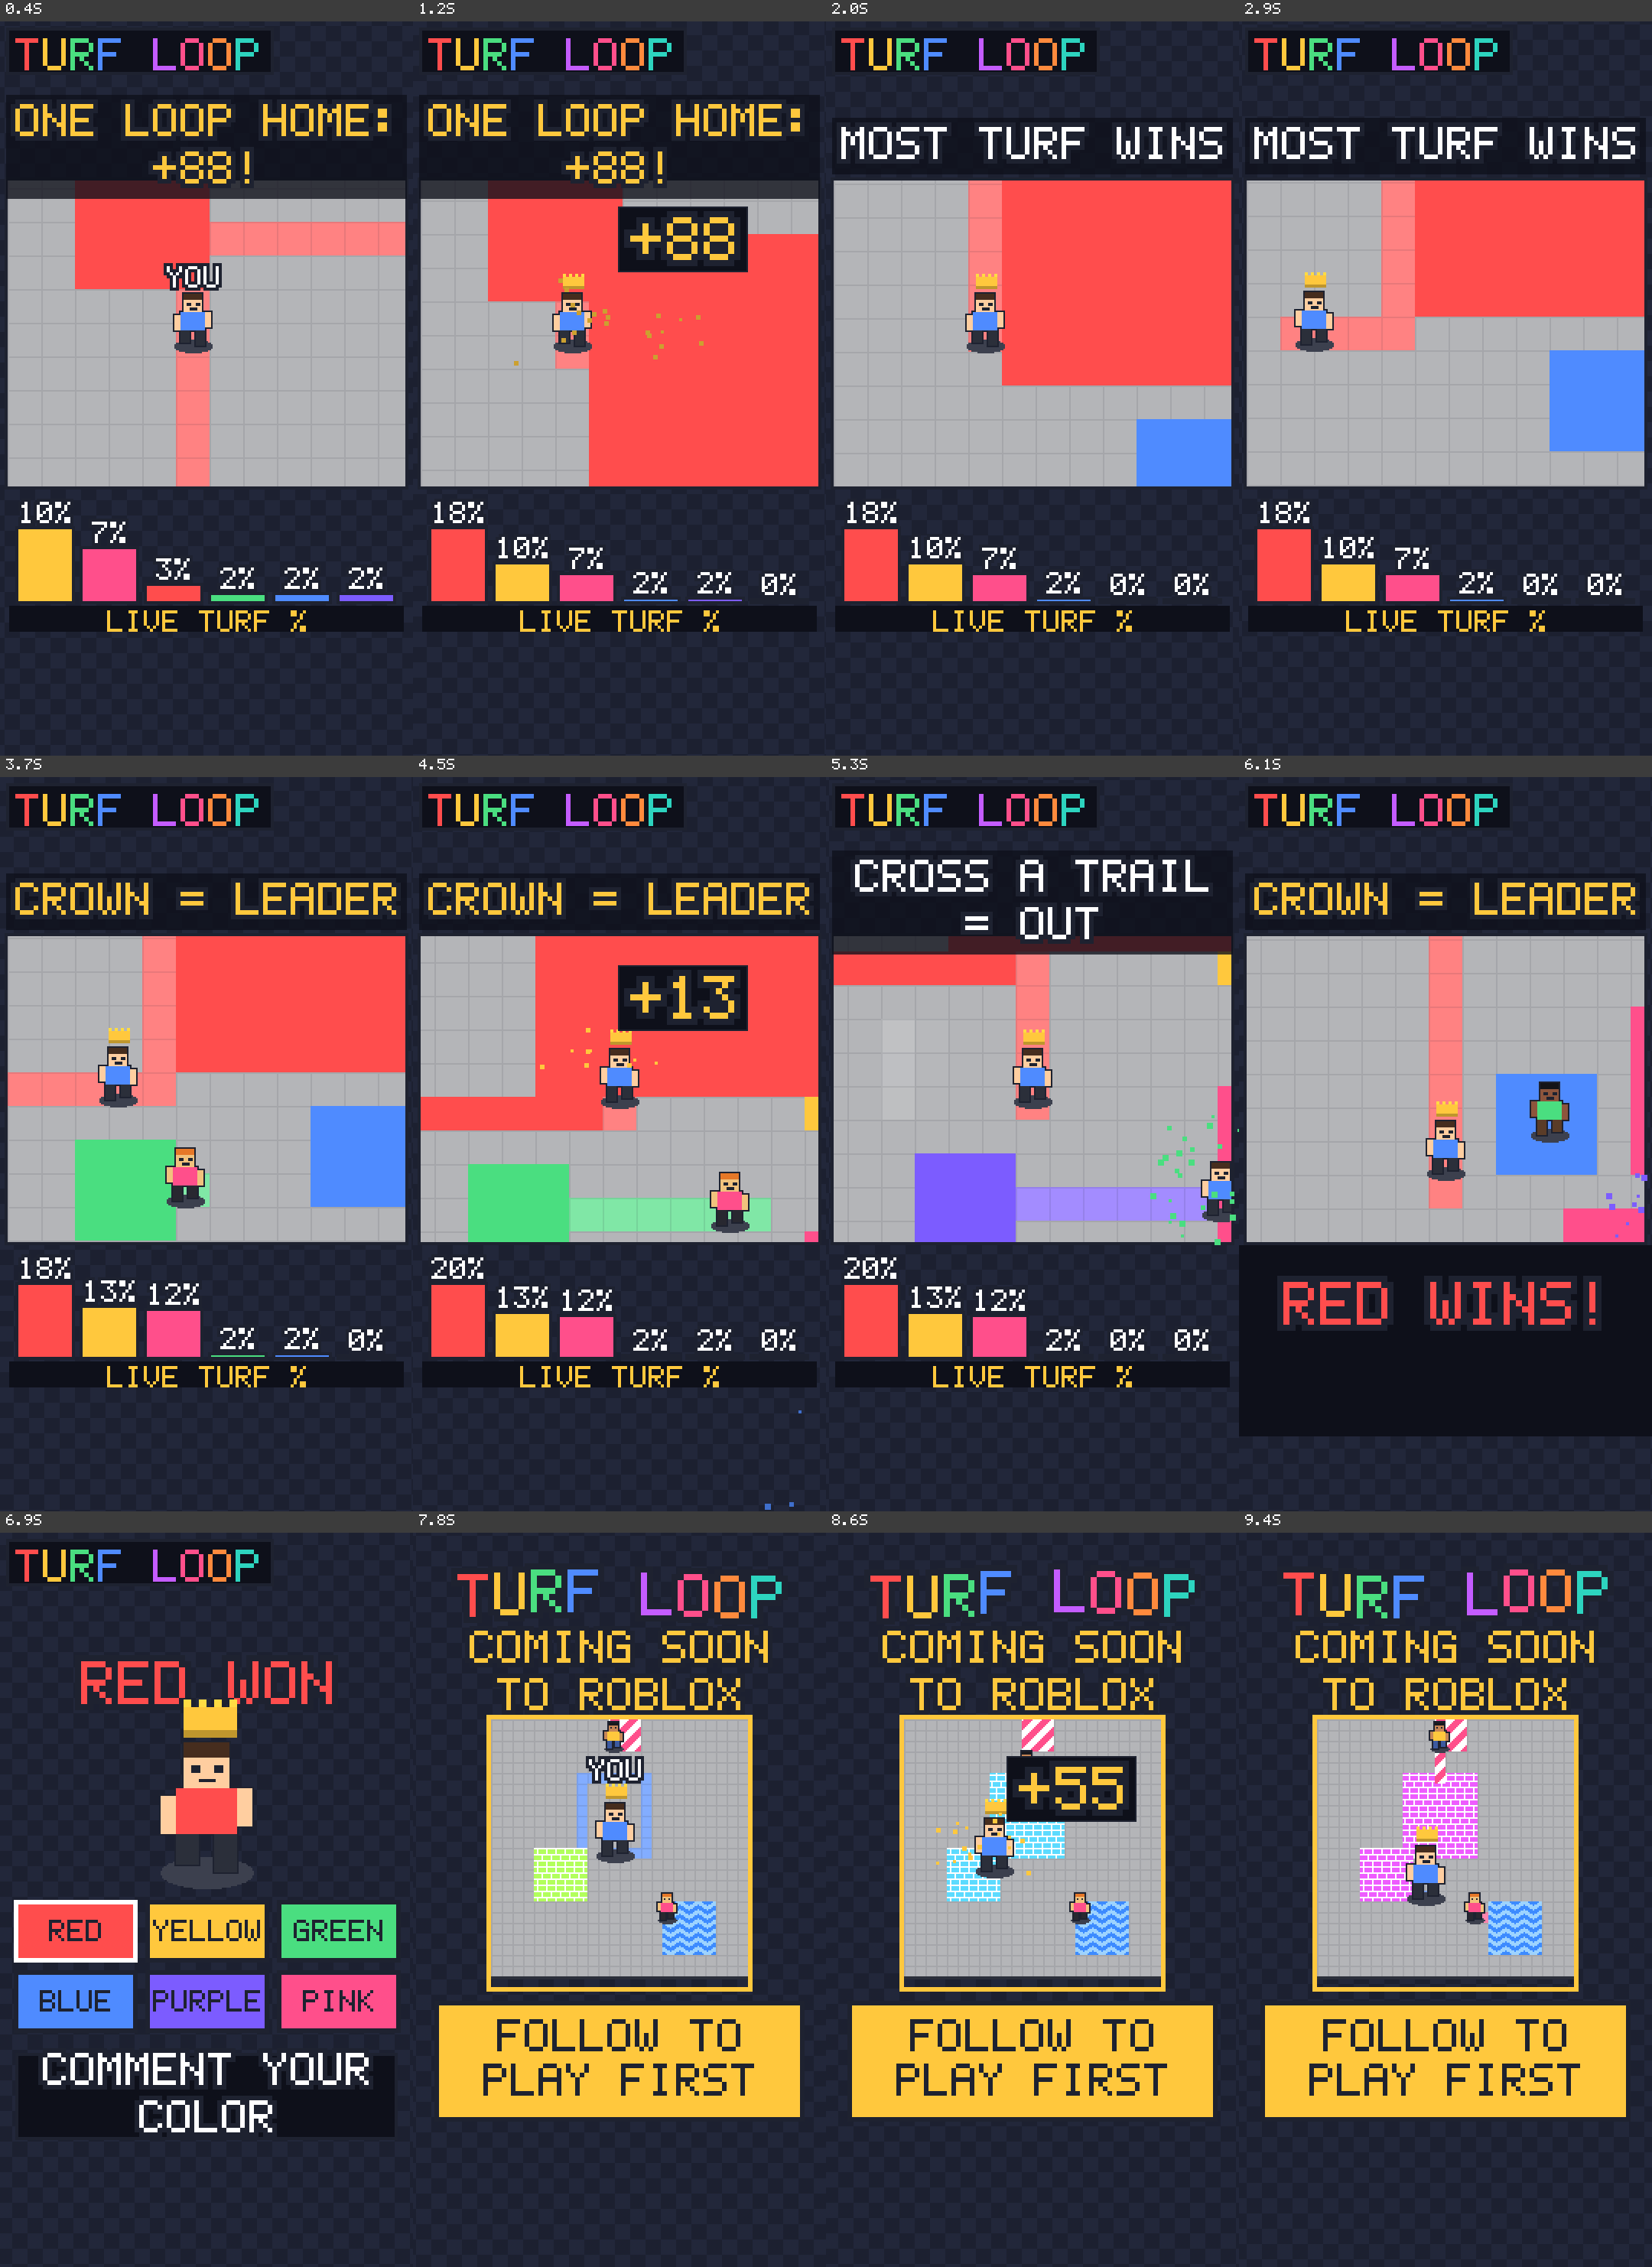 0.4S
TURF LOOP
ONE LOOP HOME:
+88!
YOU
10% 7% 3% 2% 2% 2%
LIVE TURF %
1.2S
TURF LOOP
ONE LOOP HOME:
+88!
+88
18% 10% 7% 2% 2% 0%
LIVE TURF %
2.0S
TURF LOOP
MOST TURF WINS
18% 10% 7% 2% 0% 0%
LIVE TURF %
2.9S
TURF LOOP
MOST TURF WINS
18% 10% 7% 2% 0% 0%
LIVE TURF %
3.7S
TURF LOOP
CROWN = LEADER
18% 13% 12% 2% 2% 0%
LIVE TURF %
4.5S
TURF LOOP
CROWN = LEADER
+13
20% 13% 12% 2% 2% 0%
LIVE TURF %
5.3S
TURF LOOP
CROSS A TRAIL
= OUT
20% 13% 12% 2% 0% 0%
LIVE TURF %
6.1S
TURF LOOP
CROWN = LEADER
RED WINS!
6.9S
TURF LOOP
RED WON
RED YELLOW GREEN
BLUE PURPLE PINK
COMMENT YOUR
COLOR
7.8S
TURF LOOP
COMING SOON
TO ROBLOX
YOU
FOLLOW TO
PLAY FIRST
8.6S
TURF LOOP
COMING SOON
TO ROBLOX
+55
FOLLOW TO
PLAY FIRST
9.4S
TURF LOOP
COMING SOON
TO ROBLOX
FOLLOW TO
PLAY FIRST